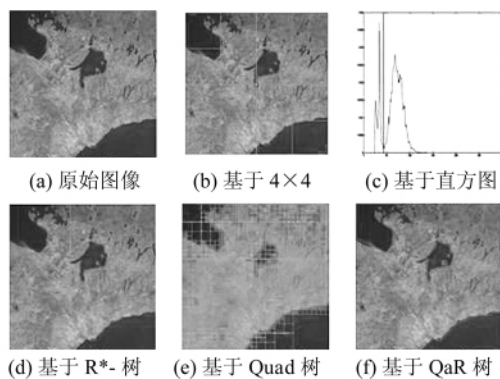 (a) 原始图像
(b) 基于 4×4
(c) 基于直方图
(d) 基于 R*- 树
(e) 基于 Quad 树
(f) 基于 QaR 树